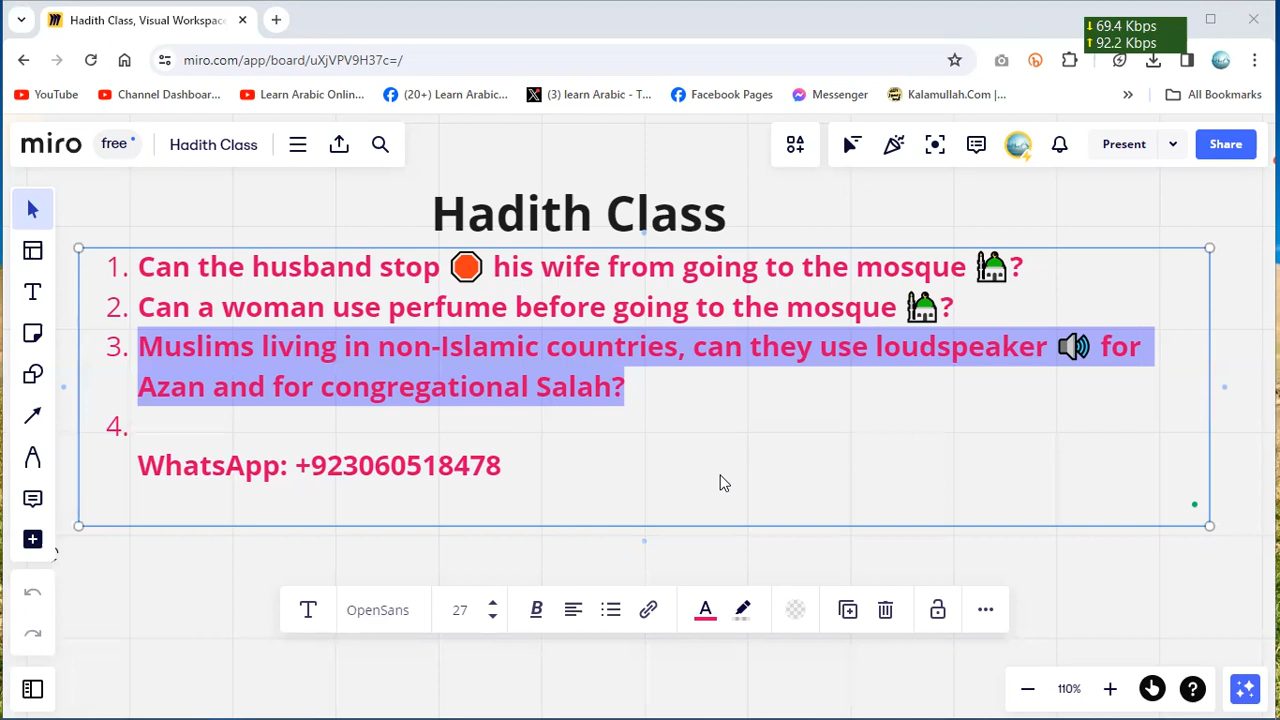 Hadith Class, Visual Workspac
69.4 Kbps
92.2 Kbps
miro.com/app/board/uXjVPV9H37c=/
YouTube
Channel Dashboar...
Learn Arabic Onlin...
(20+) Learn Arabic...
(3) learn Arabic - T...
Facebook Pages
Messenger
Kalamullah.Com |...
»
All Bookmarks
miro
free
Hadith Class
Present
Share
Hadith Class
1. Can the husband stop 🛑 his wife from going to the mosque 🕌?
2. Can a woman use perfume before going to the mosque 🕌?
3. Muslims living in non-Islamic countries, can they use loudspeaker 🔊 for
Azan and for congregational Salah?
4.
WhatsApp: +923060518478
OpenSans
27
B
A
110%